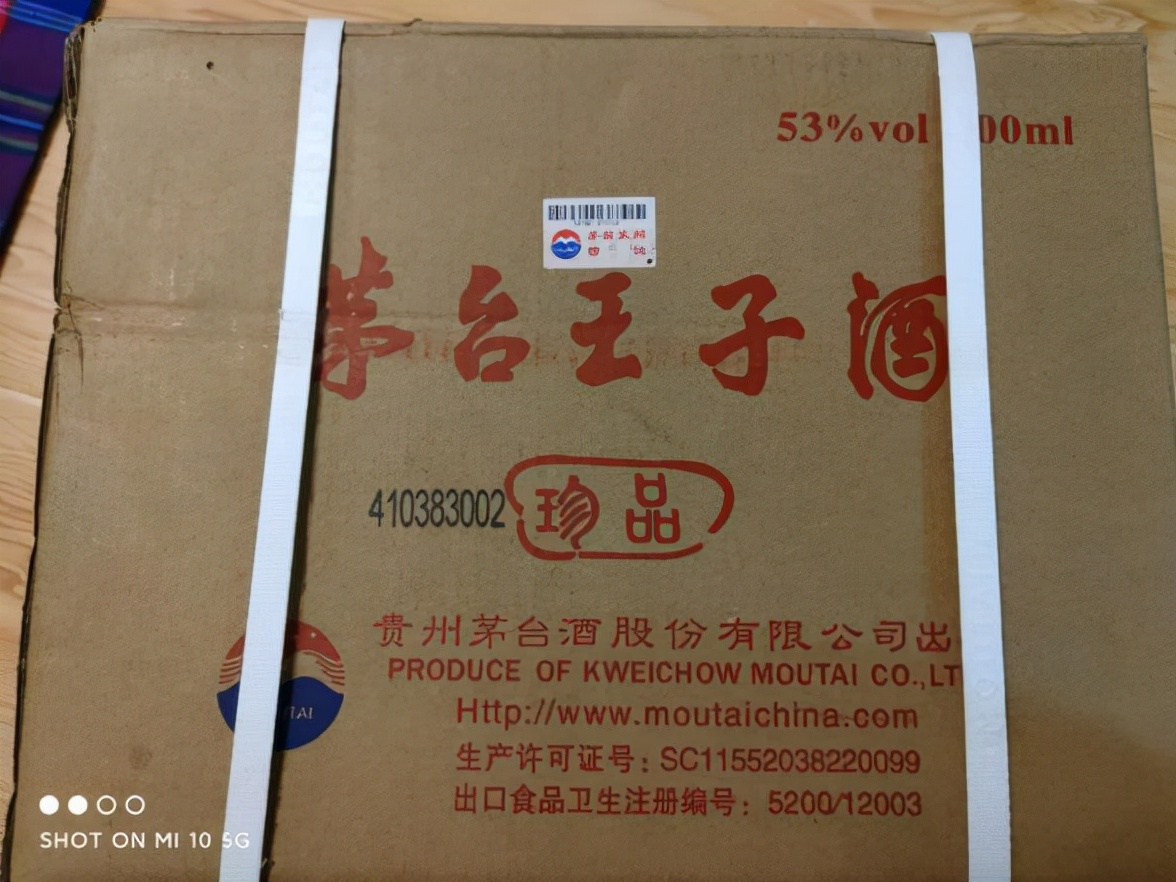 53%vol 00ml
茅台王子酒
410383002
珍品
贵州茅台酒股份有限公司出
PRODUCE OF KWEICHOW MOUTAI CO.,LT
TAI
Http://www.moutaichina.com
生产许可证号：SC11552038220099
出口食品卫生注册编号：5200/12003
SHOT ON MI 10 5G